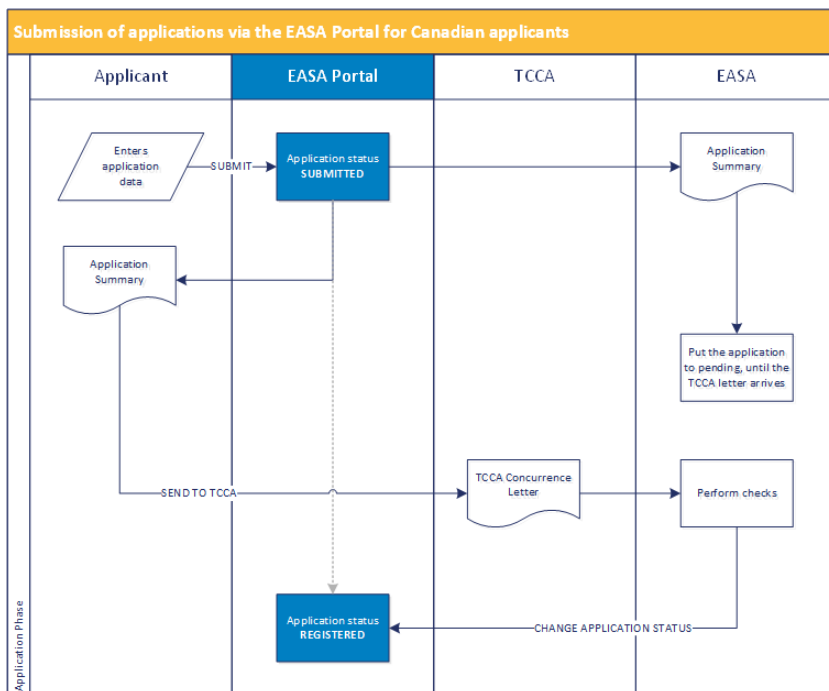 Submission of applications via the EASA Portal for Canadian applicants
Applicant
EASA Portal
TCCA
EASA
Enters
application
data
SUBMIT
Application status
SUBMITTED
Application
Summary
Application
Summary
Put the application
to pending, until the
TCCA letter arrives
SEND TO TCCA
TCCA Concurrence
Letter
Perform checks
Application status
REGISTERED
CHANGE APPLICATION STATUS
Application Phase